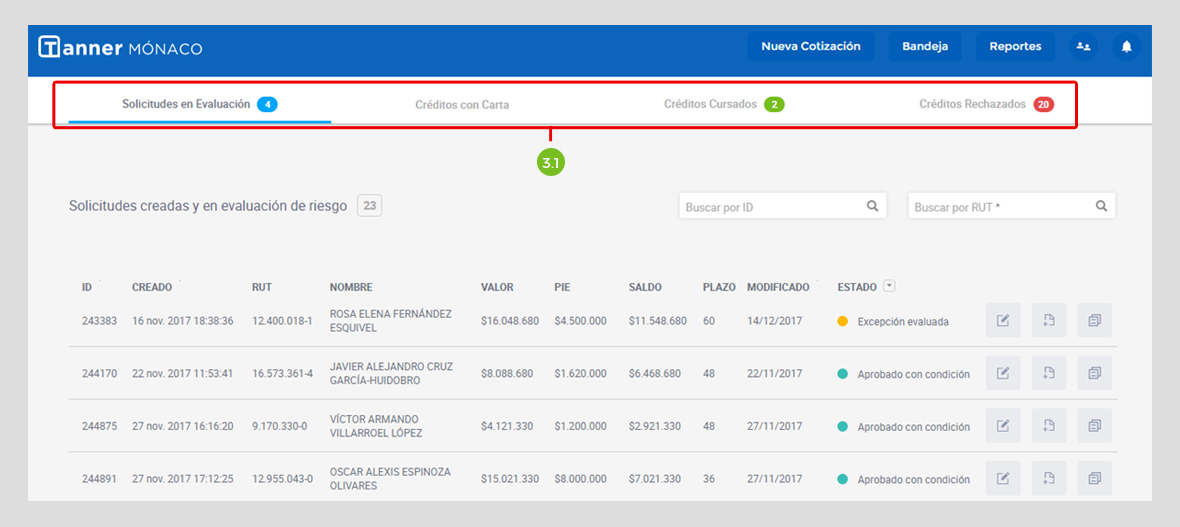 Tanner MÓNACO
Nueva Cotización
Bandeja
Reportes
Solicitudes en Evaluación 4
Créditos con Carta
Créditos Cursados 2
Créditos Rechazados 20
3.1
Solicitudes creadas y en evaluación de riesgo 23
Buscar por ID
Buscar por RUT *
ID CREADO RUT NOMBRE VALOR PIE SALDO PLAZO MODIFICADO ESTADO
243383 16 nov. 2017 18:38:36 12.400.018-1 ROSA ELENA FERNÁNDEZ
ESQUIVEL $16.048.680 $4.500.000 $11.548.680 60 14/12/2017 Excepción evaluada
244170 22 nov. 2017 11:53:41 16.573.361-4 JAVIER ALEJANDRO CRUZ
GARCÍA-HUIDOBRO $8.088.680 $1.620.000 $6.468.680 48 22/11/2017 Aprobado con condición
244875 27 nov. 2017 16:16:20 9.170.330-0 VÍCTOR ARMANDO
VILLARROEL LÓPEZ $4.121.330 $1.200.000 $2.921.330 48 27/11/2017 Aprobado con condición
244891 27 nov. 2017 17:12:25 12.955.043-0 OSCAR ALEXIS ESPINOZA
OLIVARES $15.021.330 $8.000.000 $7.021.330 36 27/11/2017 Aprobado con condición